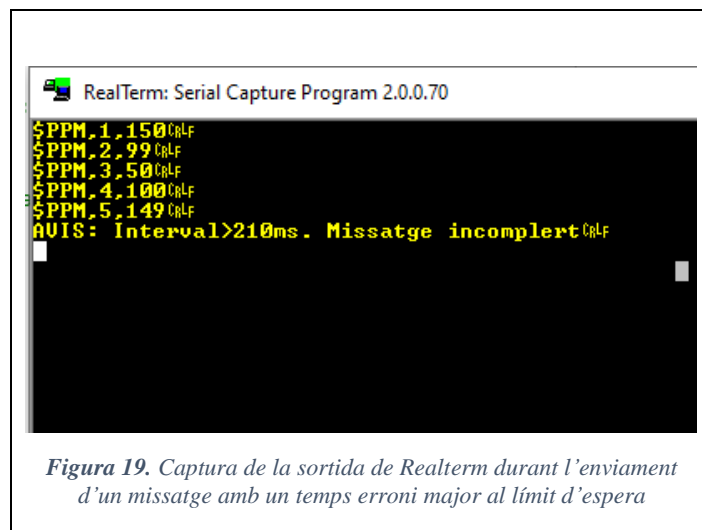 RealTerm: Serial Capture Program 2.0.0.70
$PPM,1,150CRLF
$PPM,2,99CRLF
$PPM,3,50CRLF
$PPM,4,100CRLF
$PPM,5,149CRLF
AVIS: Interval>210ms. Missatge incomplertCRLF
Figura 19. Captura de la sortida de Realterm durant l’enviament
d’un missatge amb un temps erroni major al límit d’espera